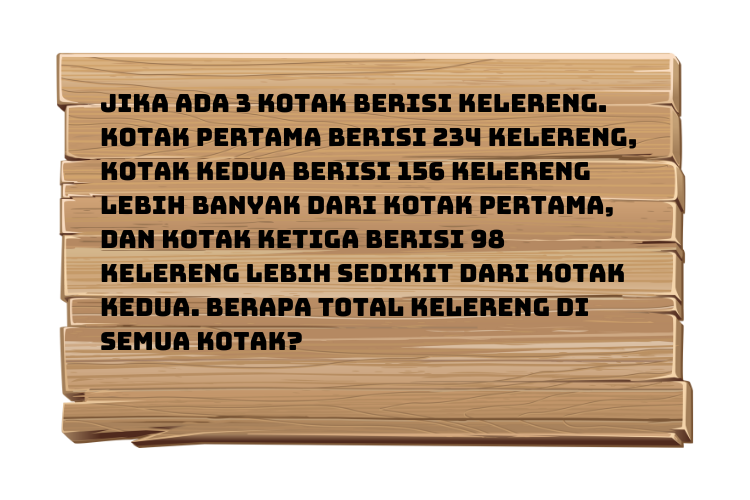 JIKA ADA 3 KOTAK BERISI KELERENG.
KOTAK PERTAMA BERISI 234 KELERENG,
KOTAK KEDUA BERISI 156 KELERENG
LEBIH BANYAK DARI KOTAK PERTAMA,
DAN KOTAK KETIGA BERISI 98
KELERENG LEBIH SEDIKIT DARI KOTAK
KEDUA. BERAPA TOTAL KELERENG DI
SEMUA KOTAK?